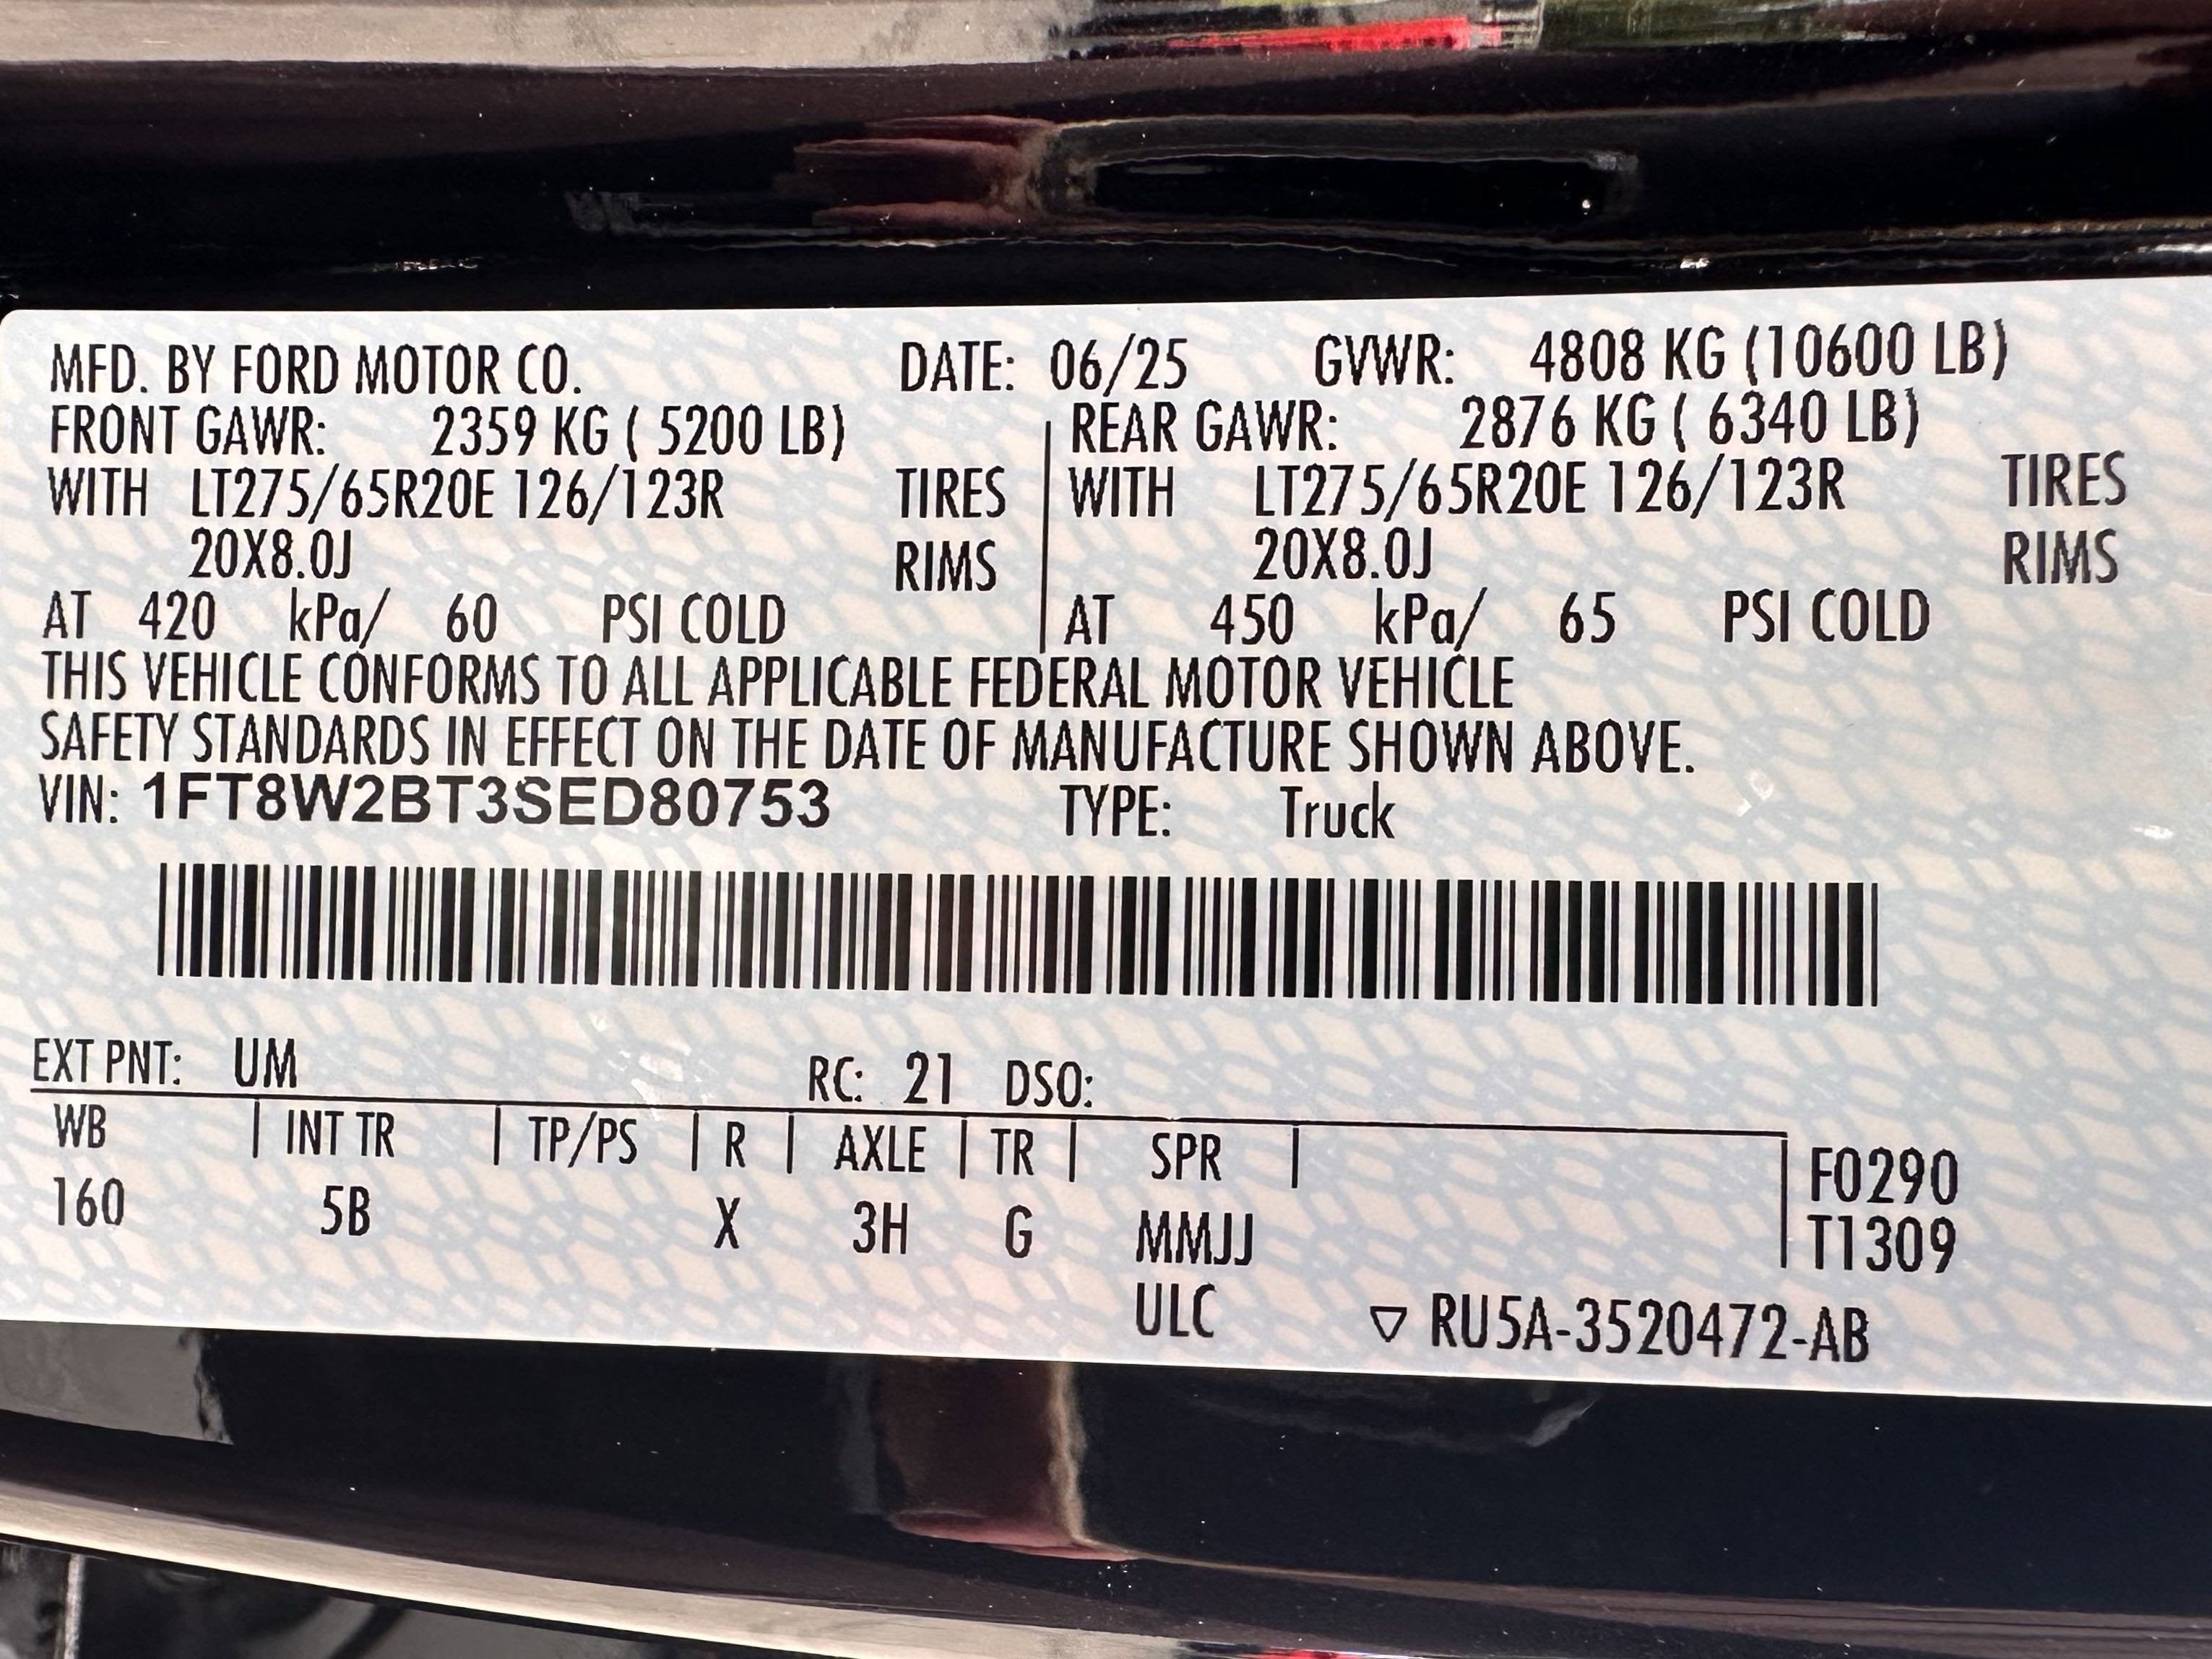 MFD. BY FORD MOTOR CO. DATE: 06/25 GVWR: 4808 KG (10600 LB)
FRONT GAWR: 2359 KG ( 5200 LB) REAR GAWR: 2876 KG ( 6340 LB)
WITH LT275/65R20E 126/123R TIRES WITH LT275/65R20E 126/123R TIRES
20X8.0J RIMS 20X8.0J RIMS
AT 420 kPa/ 60 PSI COLD AT 450 kPa/ 65 PSI COLD
THIS VEHICLE CONFORMS TO ALL APPLICABLE FEDERAL MOTOR VEHICLE
SAFETY STANDARDS IN EFFECT ON THE DATE OF MANUFACTURE SHOWN ABOVE.
VIN: 1FT8W2BT3SED80753 TYPE: Truck
EXT PNT: UM RC: 21 DSO:
WB | INT TR | TP/PS | R | AXLE | TR | SPR | F0290
160 5B X 3H G MMJJ T1309
ULC ▽ RU5A-3520472-AB